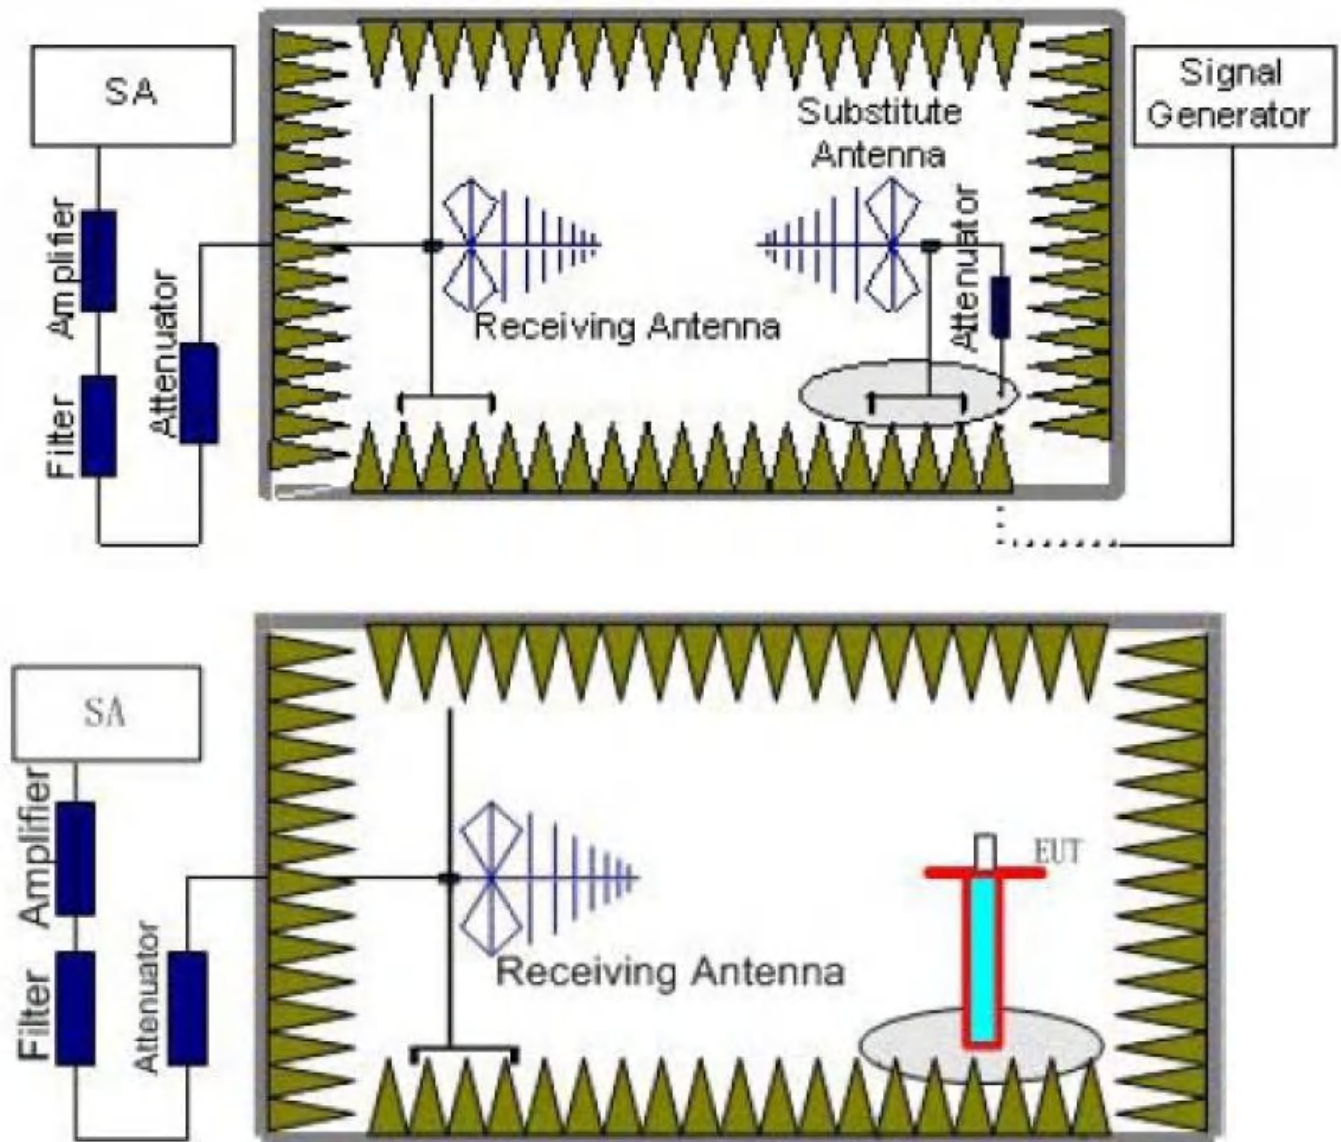 SA
Amplifier
Filter
Attenuator
Receiving Antenna
Substitute
Antenna
Attenuator
Signal
Generator
SA
Amplifier
Filter
Attenuator
Receiving Antenna
EUT